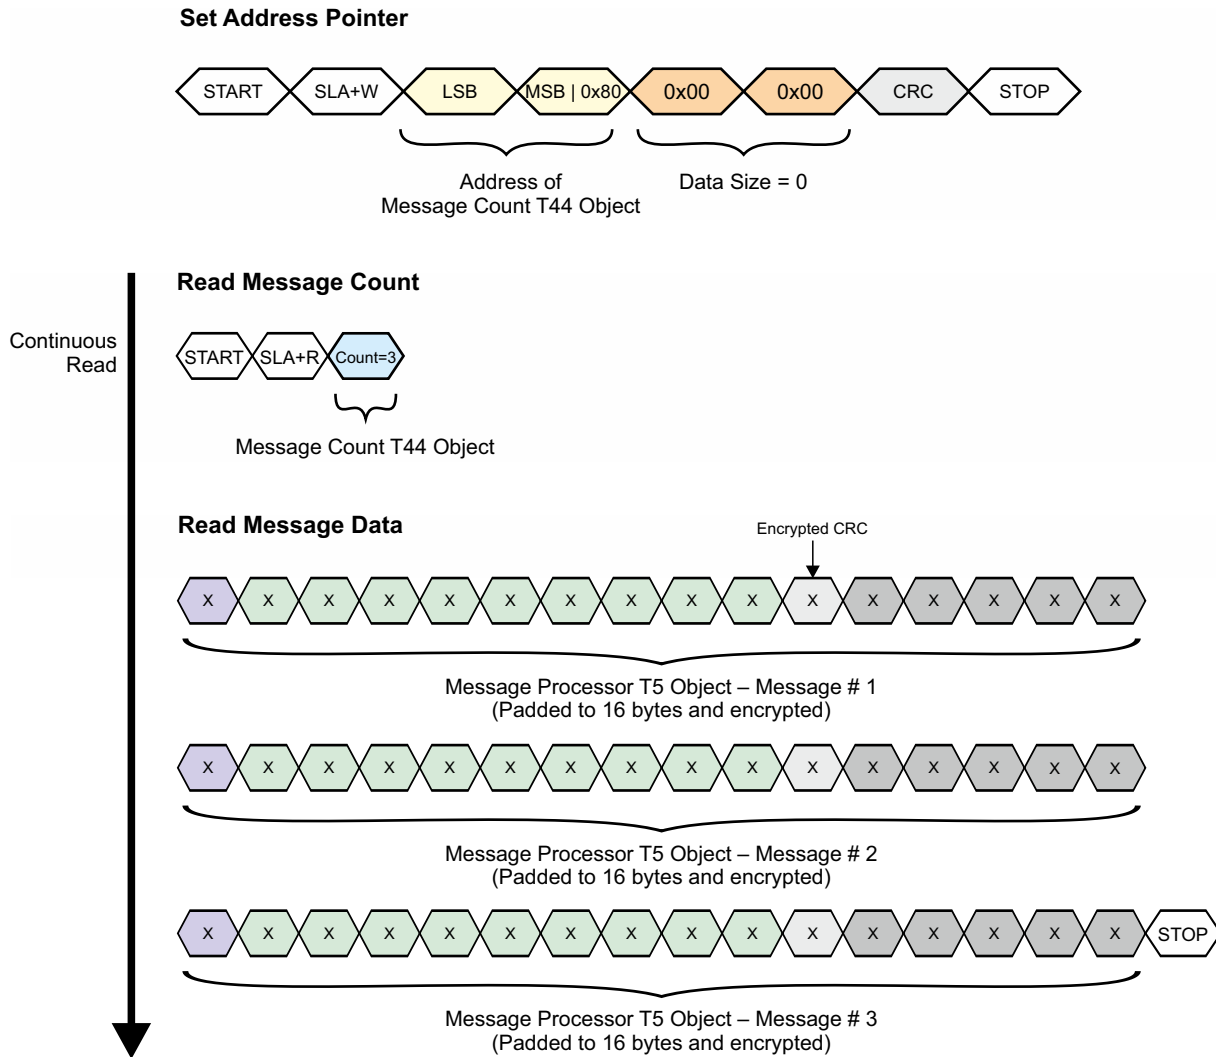 Set Address Pointer
START SLA+W LSB MSB | 0x80 0x00 0x00 CRC STOP
Address of
Message Count T44 Object
Data Size = 0
Read Message Count
Continuous
Read
START SLA+R Count=3
Message Count T44 Object
Read Message Data
Encrypted CRC
X X X X X X X X X X X X X X X X
Message Processor T5 Object – Message # 1
(Padded to 16 bytes and encrypted)
X X X X X X X X X X X X X X X X
Message Processor T5 Object – Message # 2
(Padded to 16 bytes and encrypted)
X X X X X X X X X X X X X X X X STOP
Message Processor T5 Object – Message # 3
(Padded to 16 bytes and encrypted)